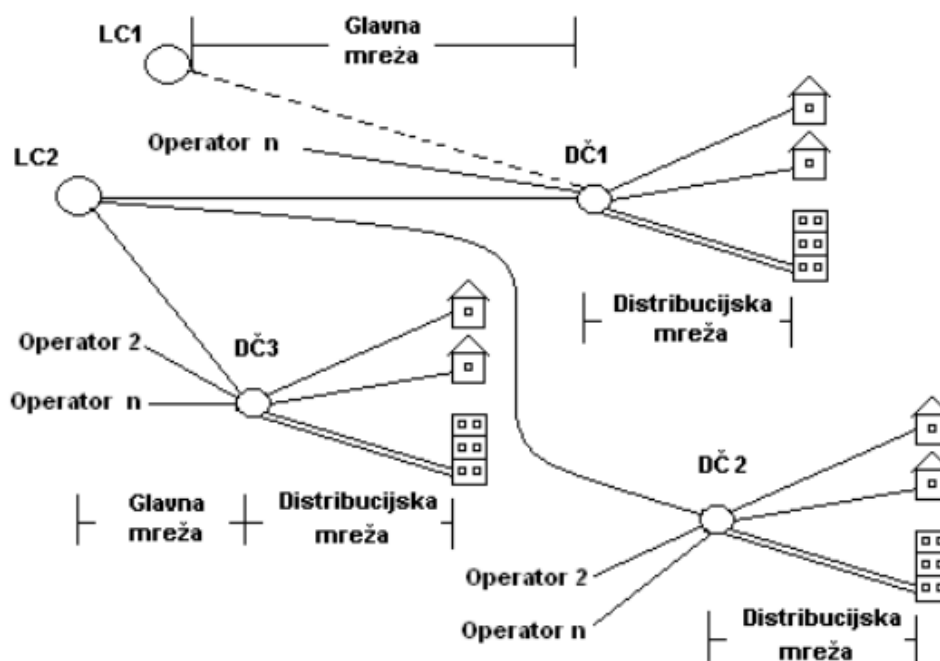 LC1
Glavna
mreža
Operator n
DČ1
LC2
Distribucijska
mreža
Operator 2
DČ3
Operator n
DČ 2
Glavna
mreža
Distribucijska
mreža
Operator 2
Operator n
Distribucijska
mreža